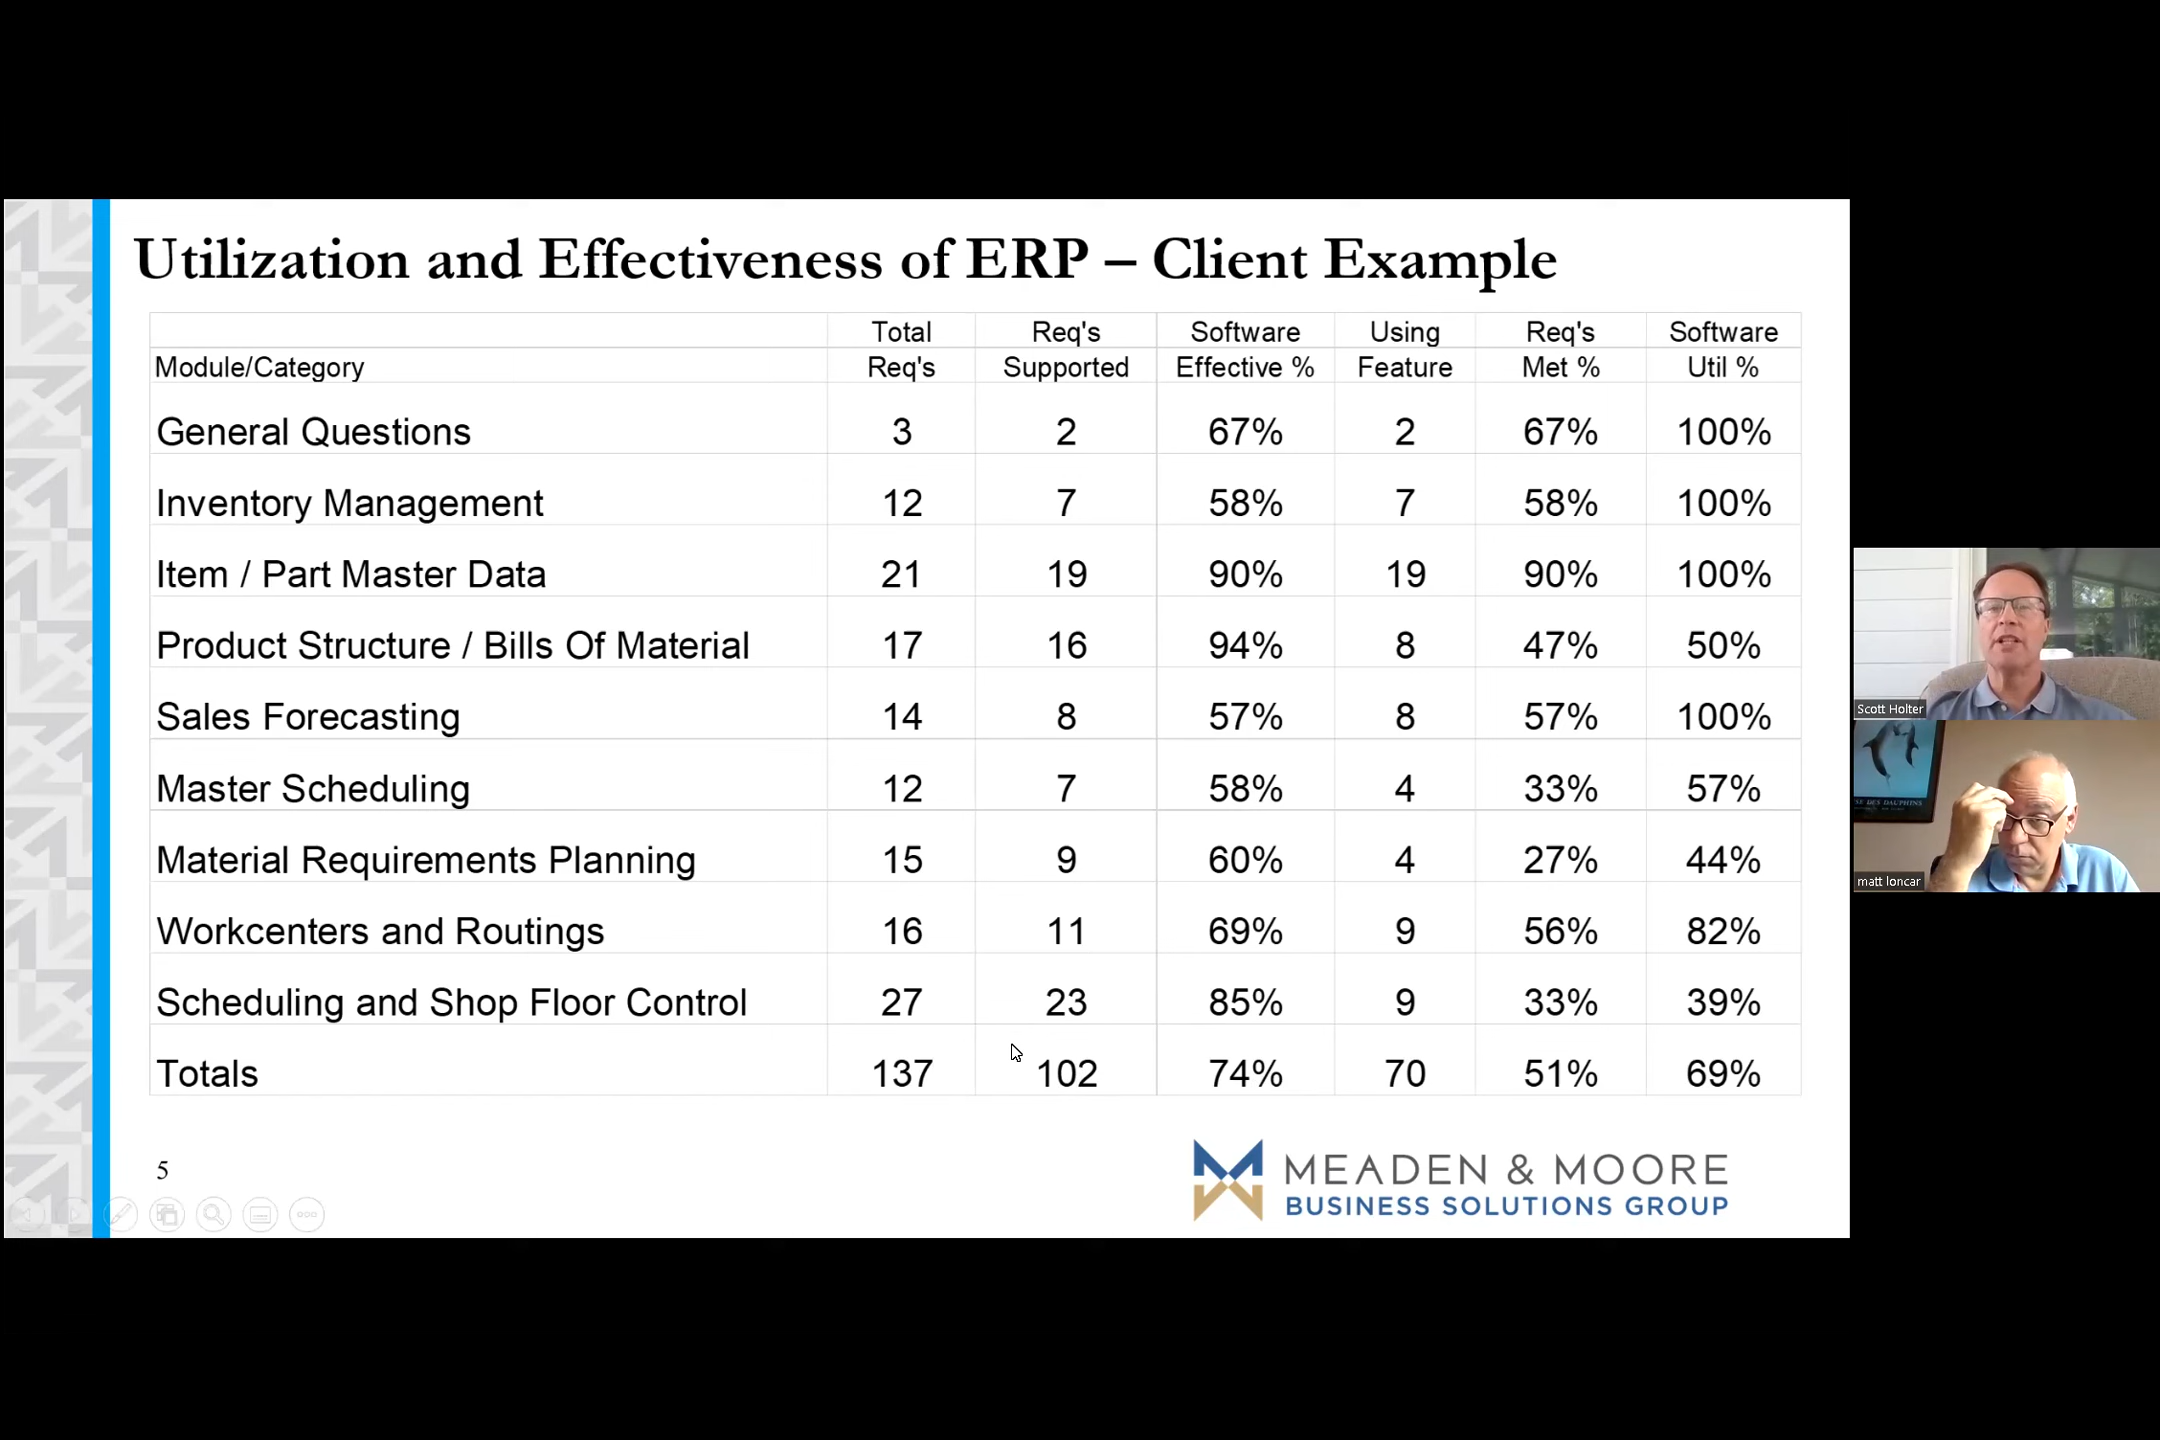 Utilization and Effectiveness of ERP – Client Example
Total Req's Software Using Req's Software
Module/Category Req's Supported Effective % Feature Met % Util %
General Questions 3 2 67% 2 67% 100%
Inventory Management 12 7 58% 7 58% 100%
Item / Part Master Data 21 19 90% 19 90% 100%
Product Structure / Bills Of Material 17 16 94% 8 47% 50%
Sales Forecasting 14 8 57% 8 57% 100%
Master Scheduling 12 7 58% 4 33% 57%
Material Requirements Planning 15 9 60% 4 27% 44%
Workcenters and Routings 16 11 69% 9 56% 82%
Scheduling and Shop Floor Control 27 23 85% 9 33% 39%
Totals 137 102 74% 70 51% 69%
5
MEADEN & MOORE
BUSINESS SOLUTIONS GROUP
Scott Holter
DES DAUPHINS
matt loncar